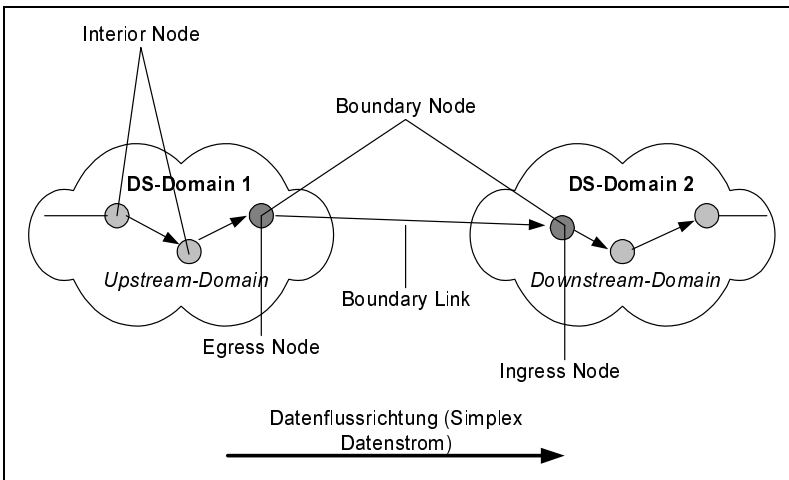 Interior Node
Boundary Node
DS-Domain 1
DS-Domain 2
Upstream-Domain
Downstream-Domain
Boundary Link
Egress Node
Ingress Node
Datenflussrichtung (Simplex
Datenstrom)